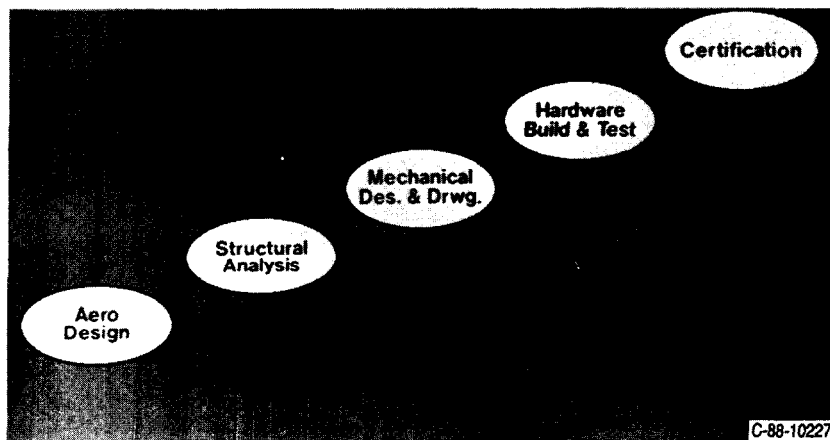 Certification
Hardware
Build & Test
Mechanical
Des. & Drwg.
Structural
Analysis
Aero
Design
C-88-10227